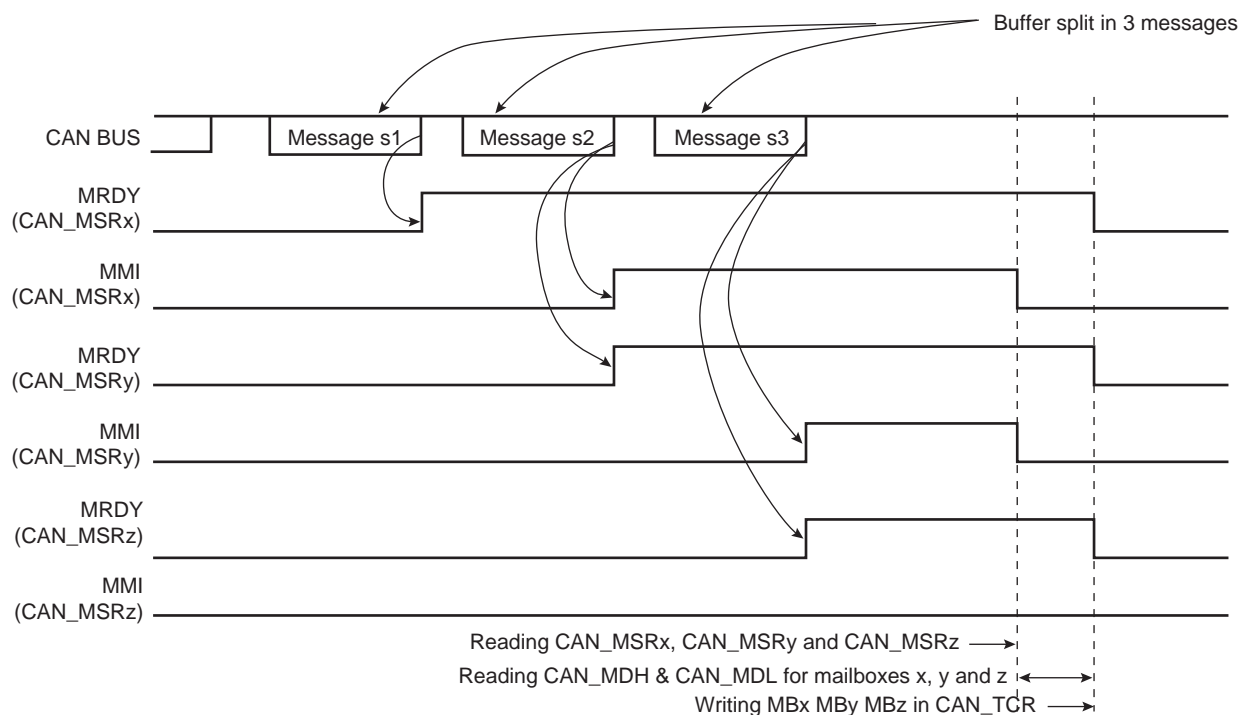 Buffer split in 3 messages
CAN BUS
Message s1
Message s2
Message s3
MRDY
(CAN_MSRx)
MMI
(CAN_MSRx)
MRDY
(CAN_MSRy)
MMI
(CAN_MSRy)
MRDY
(CAN_MSRz)
MMI
(CAN_MSRz)
Reading CAN_MSRx, CAN_MSRy and CAN_MSRz
Reading CAN_MDH & CAN_MDL for mailboxes x, y and z
Writing MBx MBy MBz in CAN_TCR